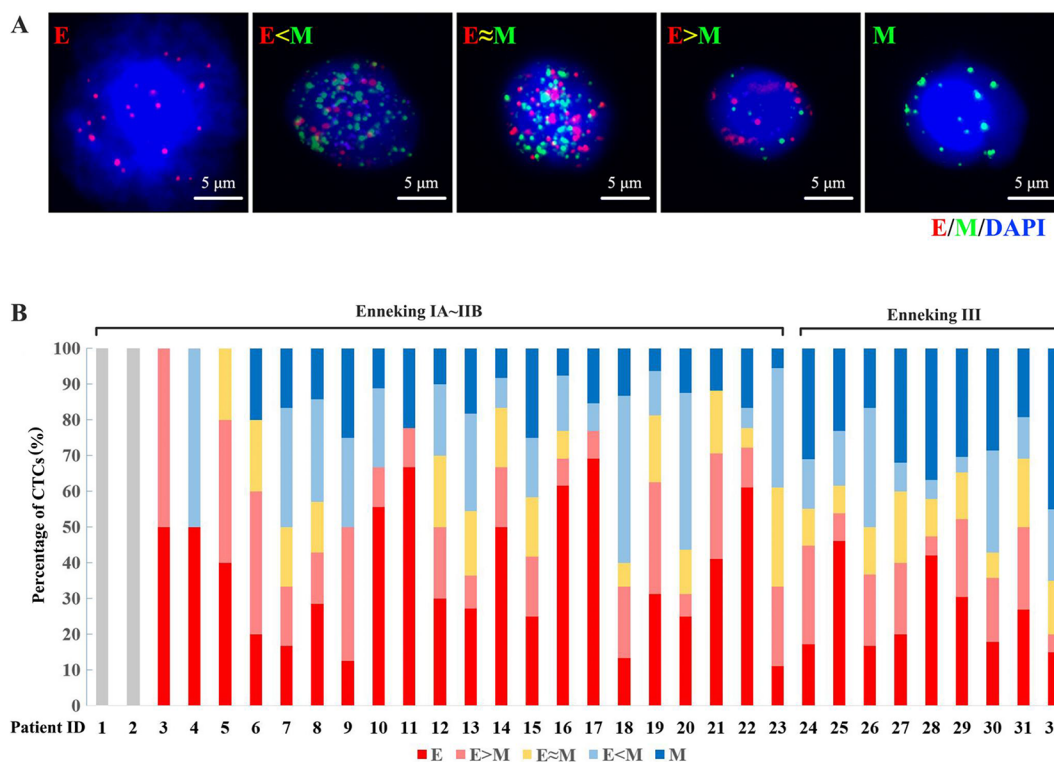 A
E
E<M
E≈M
E>M
M
5 μm
5 μm
5 μm
5 μm
5 μm
E/M/DAPI
B
Enneking IA~IIB
Enneking III
Percentage of CTCs(%)
100
90
80
70
60
50
40
30
20
10
0
Patient ID 1 2 3 4 5 6 7 8 9 10 11 12 13 14 15 16 17 18 19 20 21 22 23 24 25 26 27 28 29 30 31
E E>M E≈M E<M M